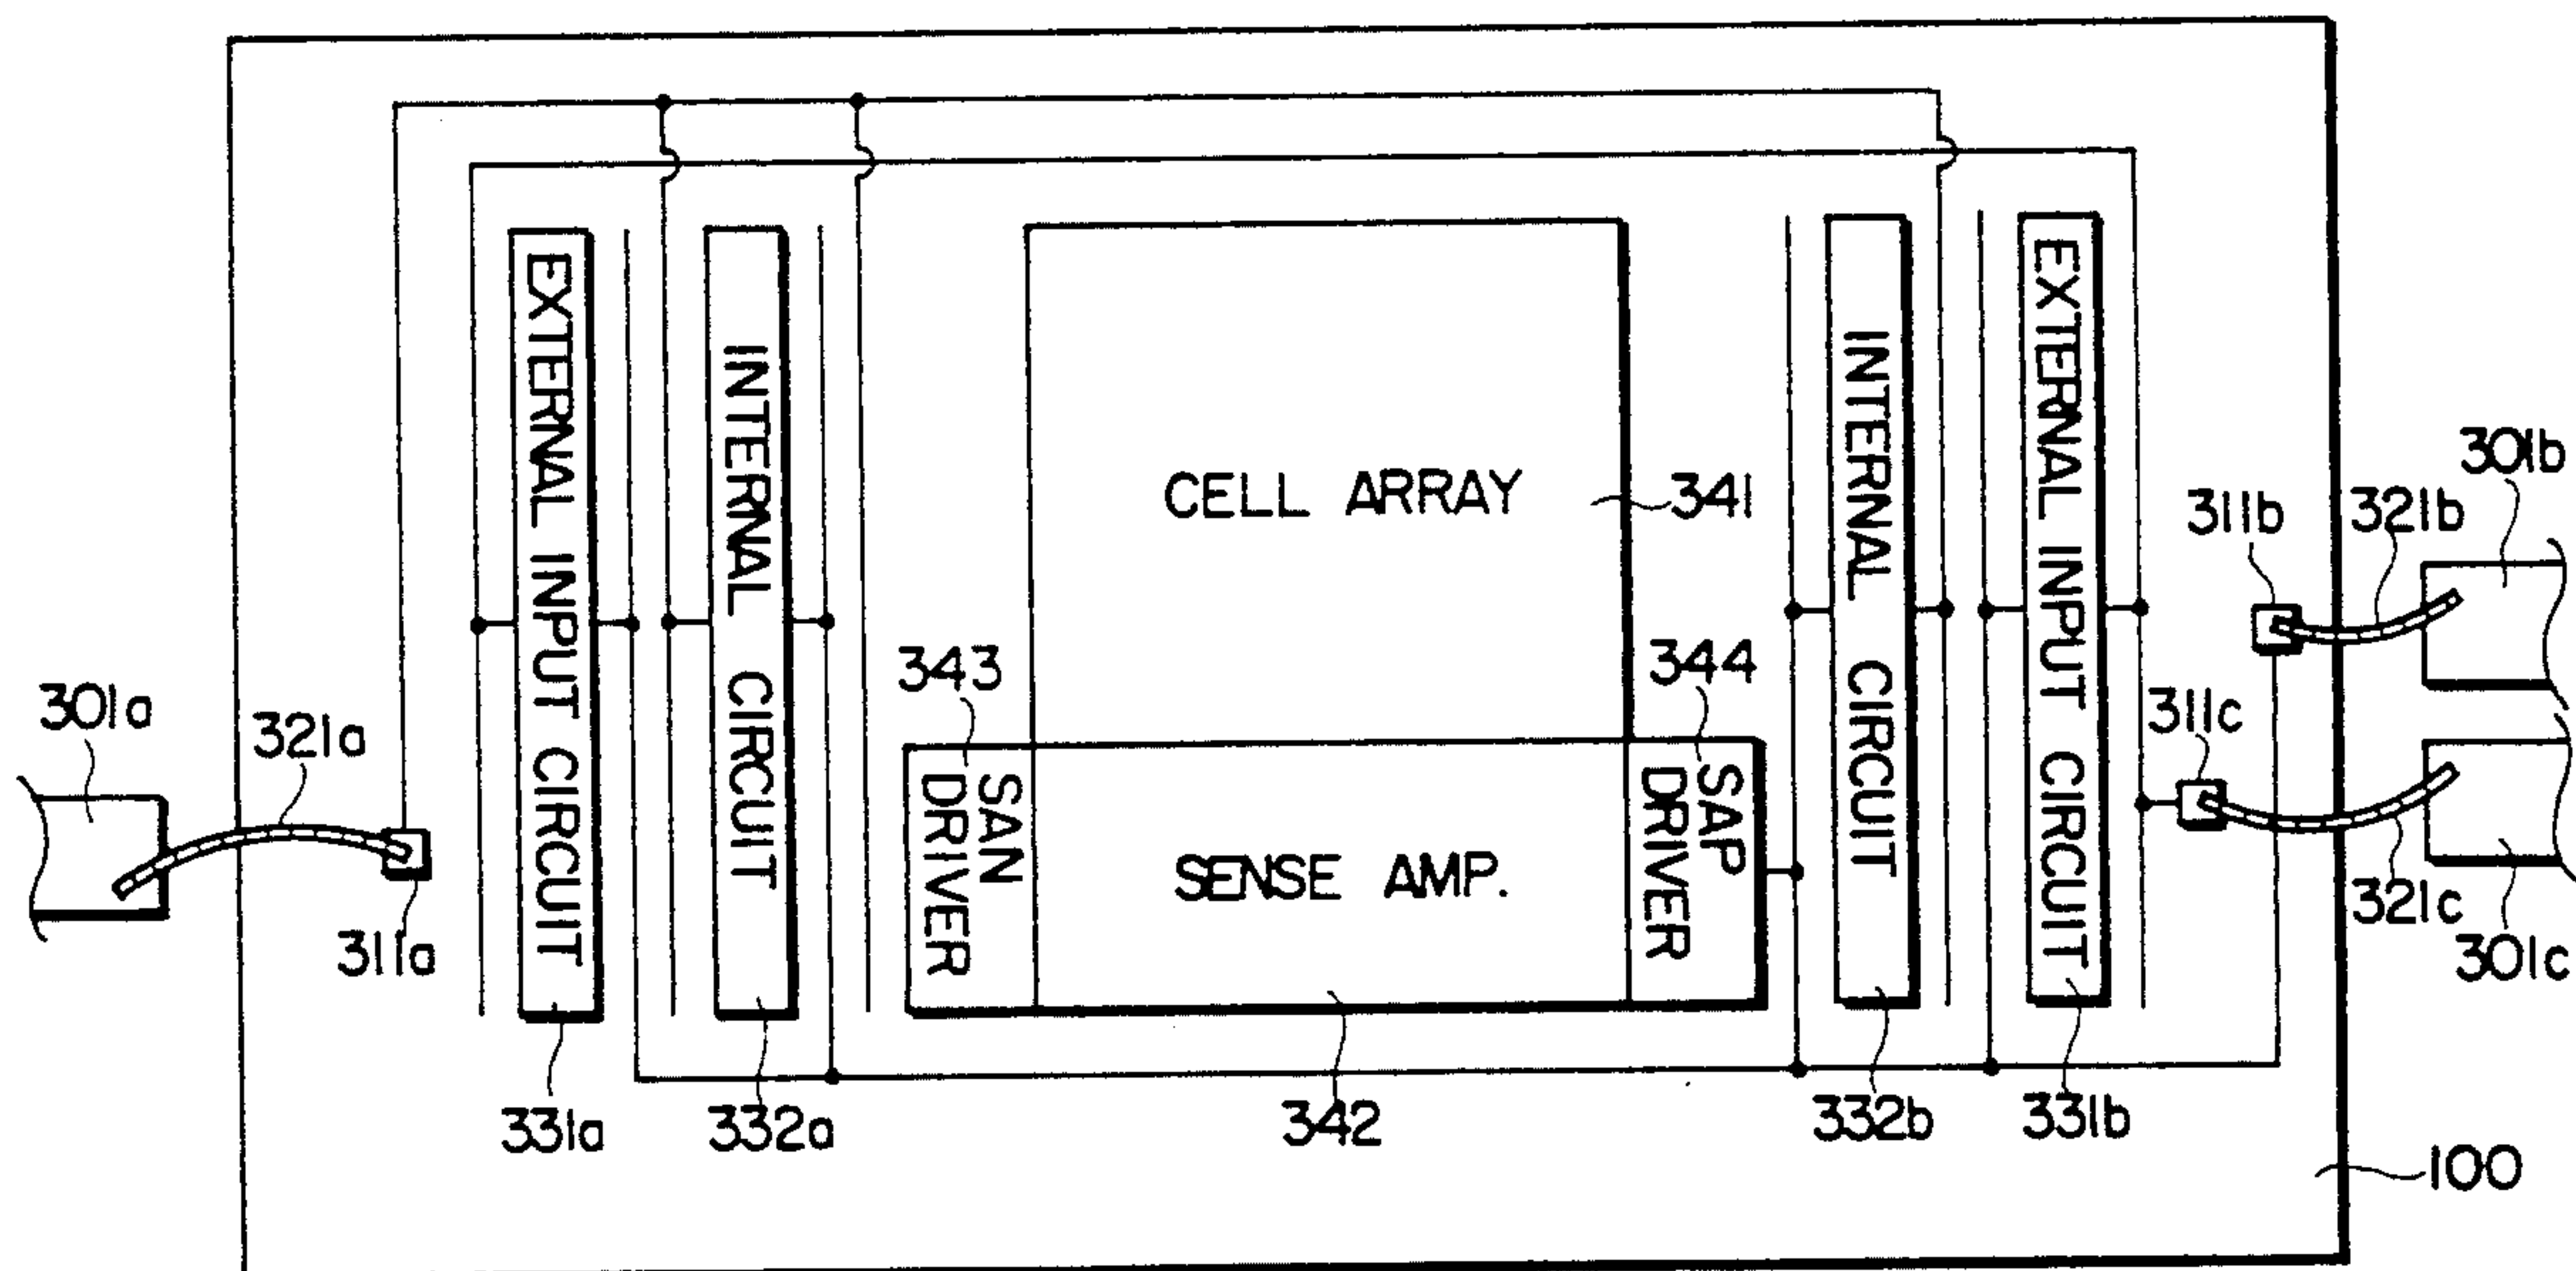 EXTERNAL INPUT CIRCUIT
INTERNAL CIRCUIT
CELL ARRAY
341
INTERNAL CIRCUIT
EXTERNAL INPUT CIRCUIT
301b
311b
321b
343
344
301a
321a
311c
SAN
DRIVER
SENSE AMP.
SAP
DRIVER
311a
321c
301c
331a
332a
342
332b
331b
100